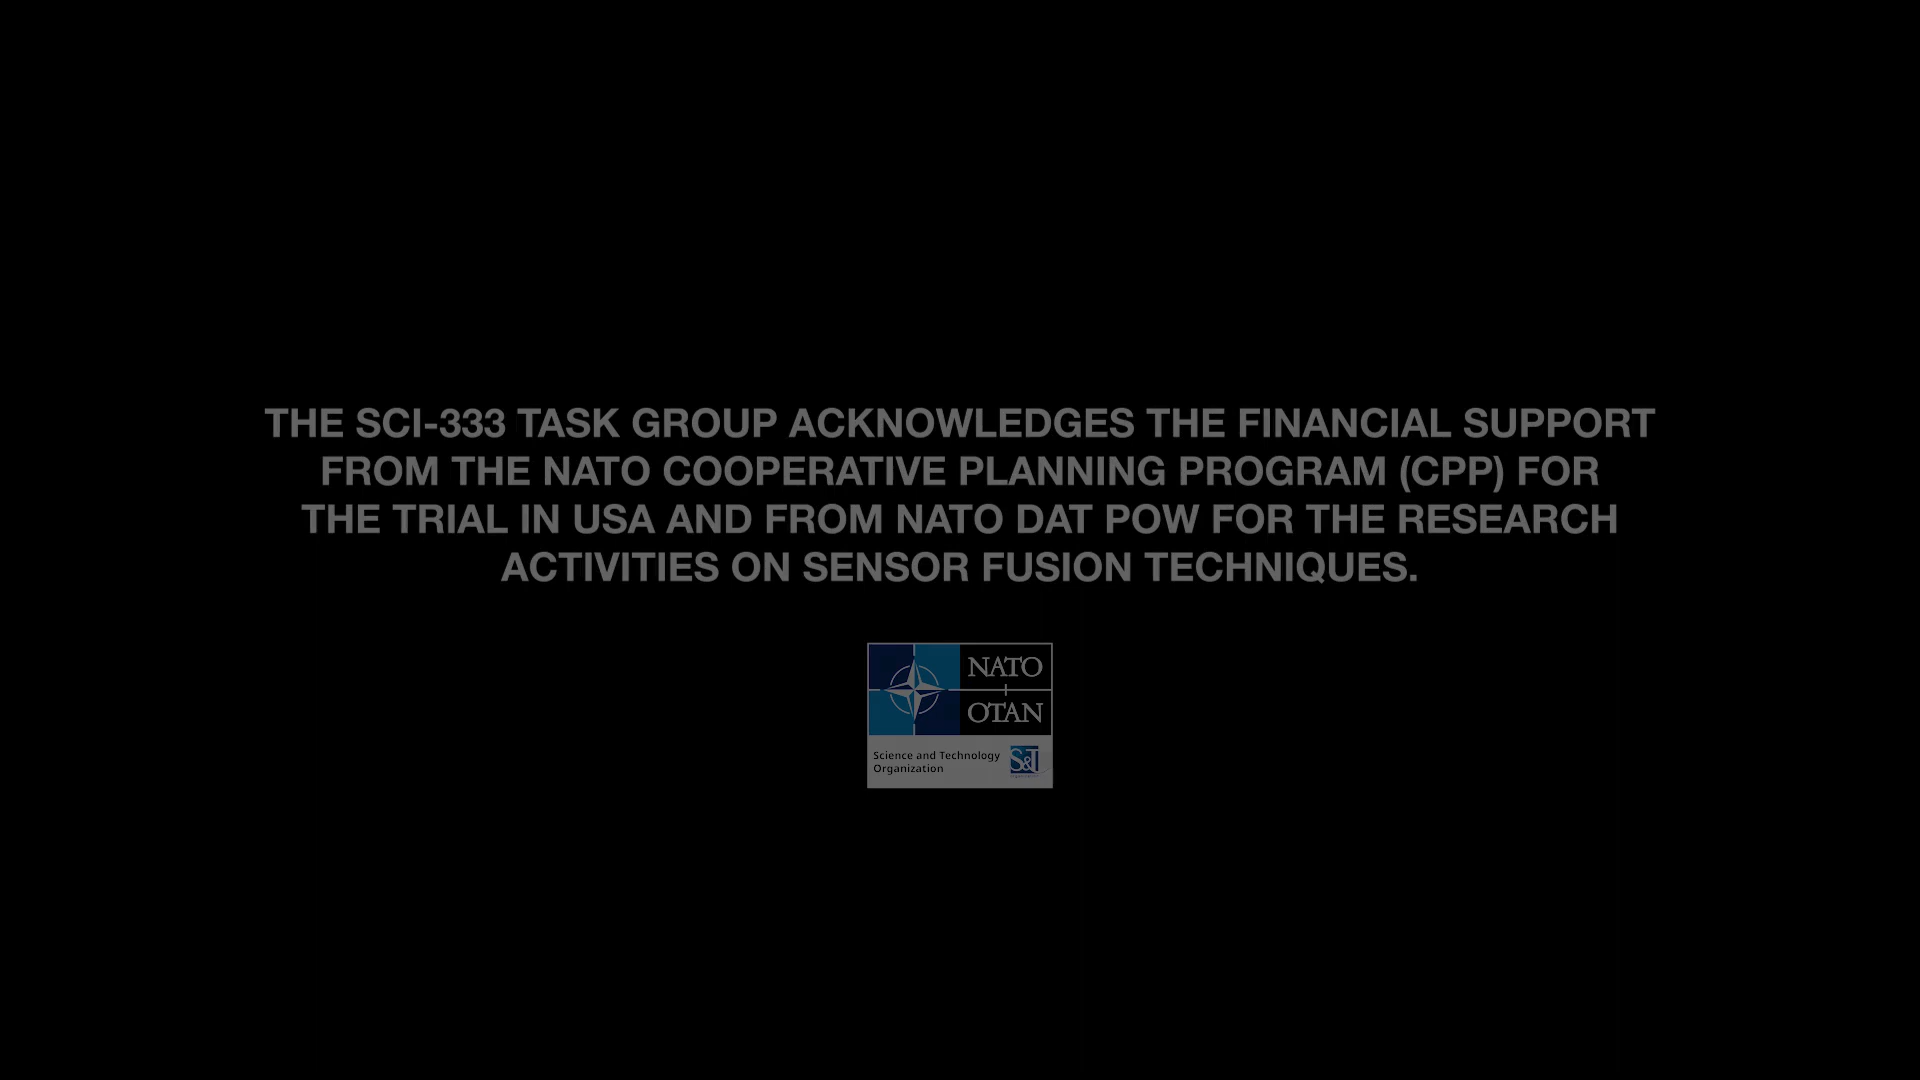 THE SCI-333 TASK GROUP ACKNOWLEDGES THE FINANCIAL SUPPORT
FROM THE NATO COOPERATIVE PLANNING PROGRAM (CPP) FOR
THE TRIAL IN USA AND FROM NATO DAT POW FOR THE RESEARCH
ACTIVITIES ON SENSOR FUSION TECHNIQUES.
NATO
OTAN
Science and Technology
Organization
S&T